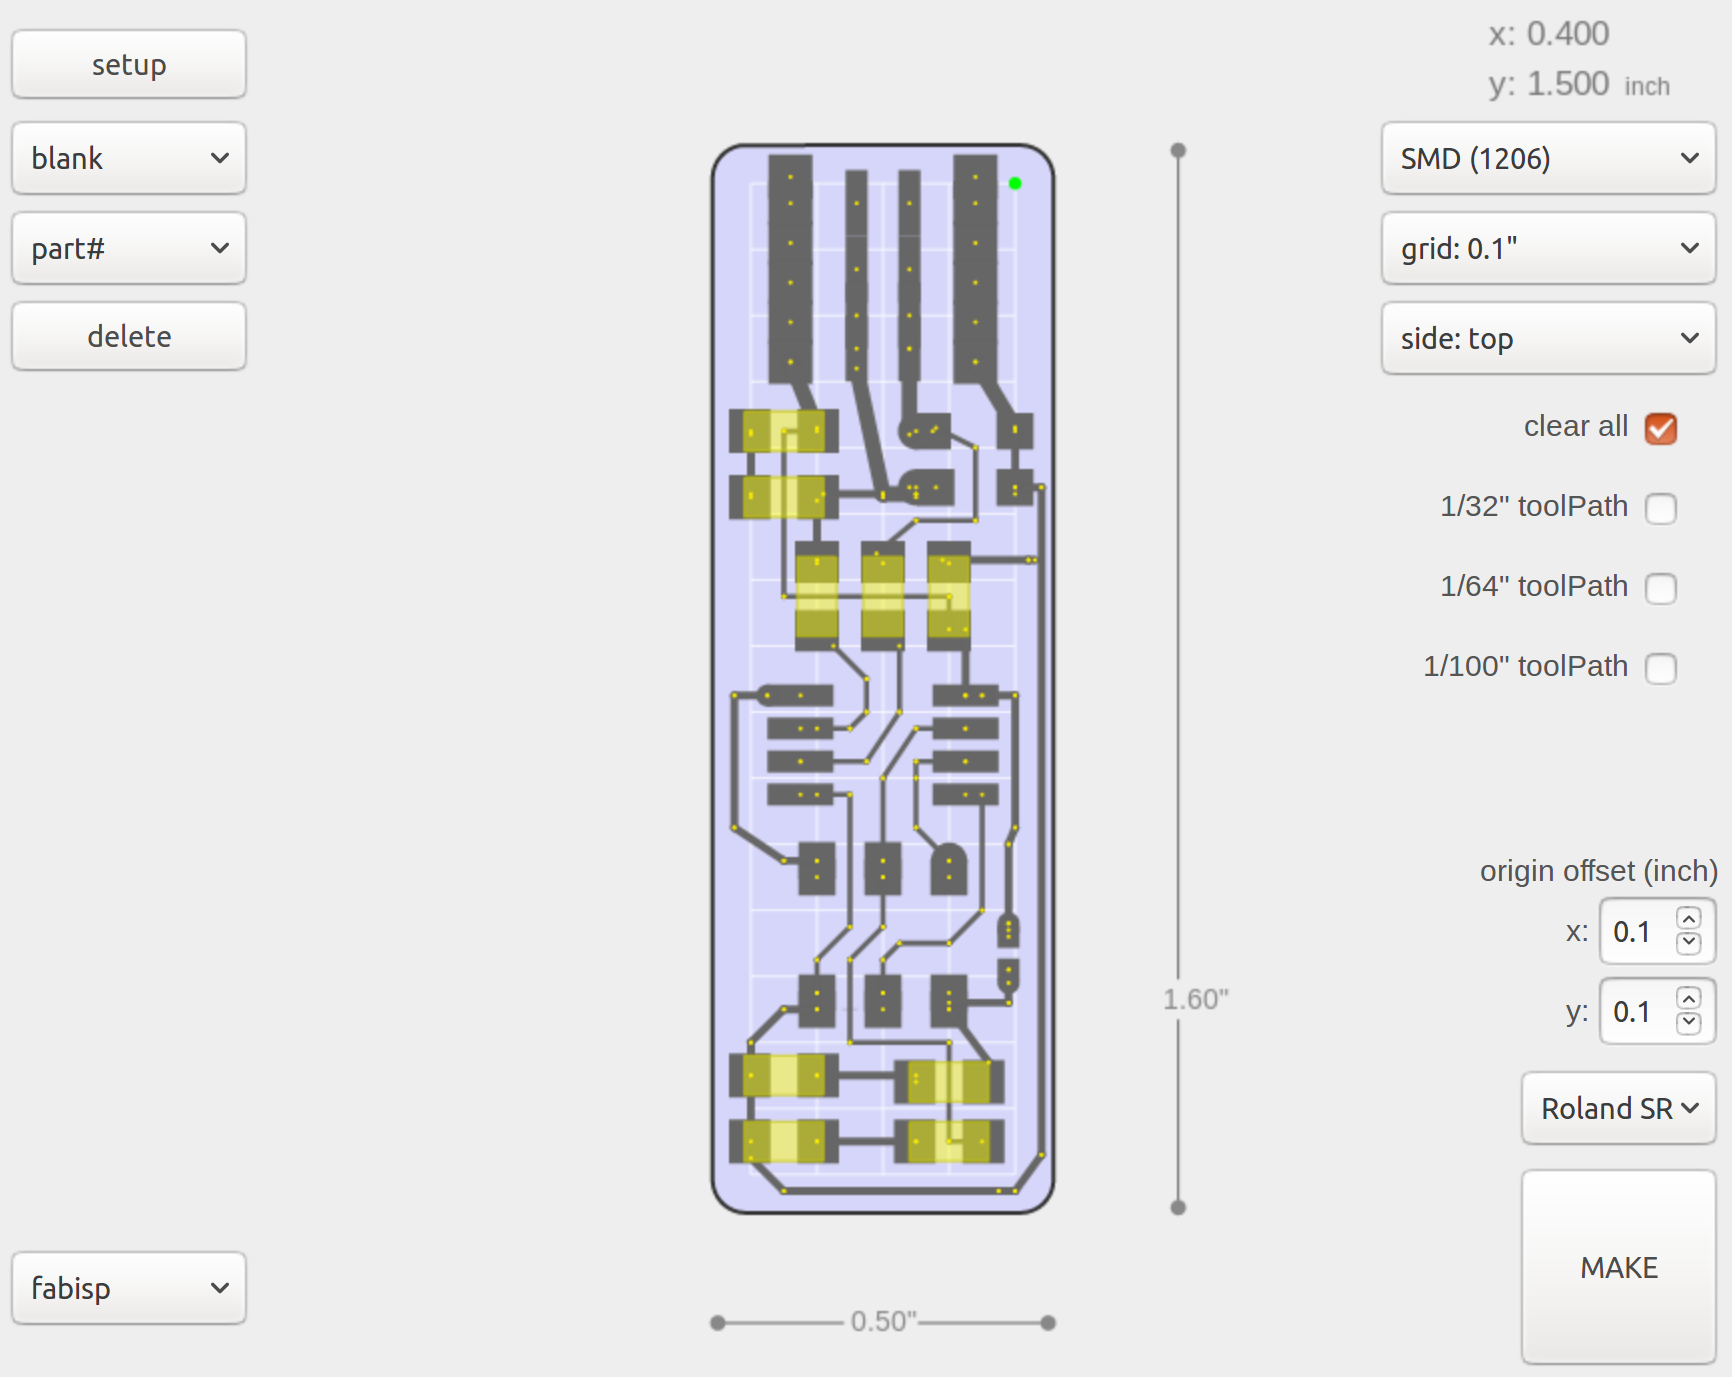 setup
blank
part#
delete
fabisp
1.60"
0.50"
x: 0.400
y: 1.500 inch
SMD (1206)
grid: 0.1"
side: top
clear all
1/32" toolPath
1/64" toolPath
1/100" toolPath
origin offset (inch)
x: 0.1
y: 0.1
Roland SR
MAKE